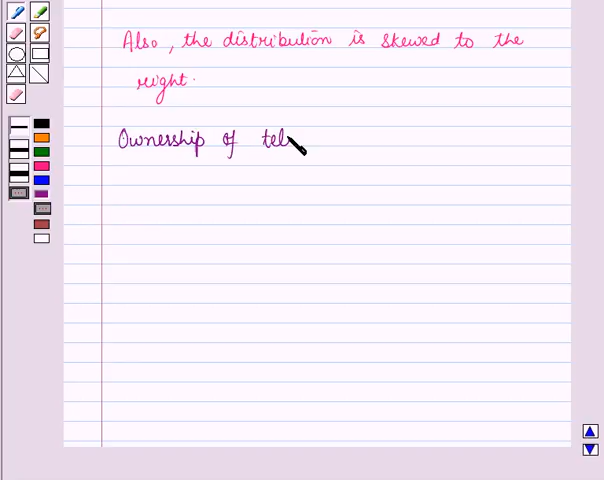 Also, the distribution is skewed to the
right.
Ownership of tel